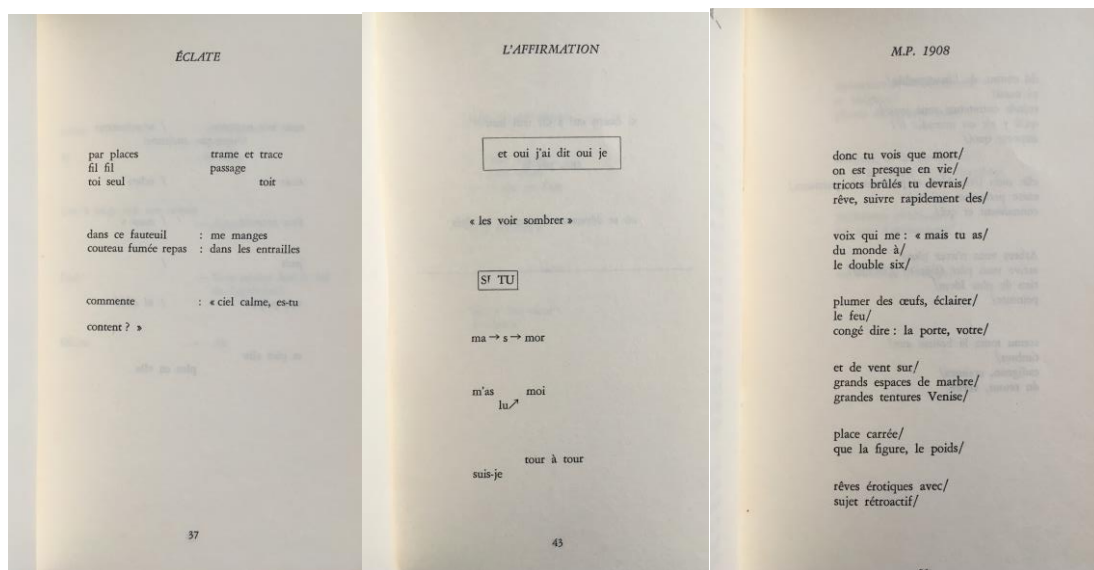 ÉCLATE
par places trame et trace
fil fil passage
toi seul toit
dans ce fauteuil : me manges
couteau fumée repas : dans les entrailles
commente : « ciel calme, es-tu
content ? »
37
L'AFFIRMATION
et oui j'ai dit oui je
« les voir sombrer »
TU
ma → s → mor
m'as moi
lu↗
tour à tour
suis-je
43
M.P. 1908
donc tu vois que mort/
on est presque en vie/
tricots brûlés tu devrais/
rêve, suivre rapidement des/
voix qui me : « mais tu as/
du monde à/
le double six/
plumer des œufs, éclairer/
le feu/
congé dire : la porte, votre/
et de vent sur/
grands espaces de marbre/
grandes tentures Venise/
place carrée/
que la figure, le poids/
rêves érotiques avec/
sujet rétroactif/